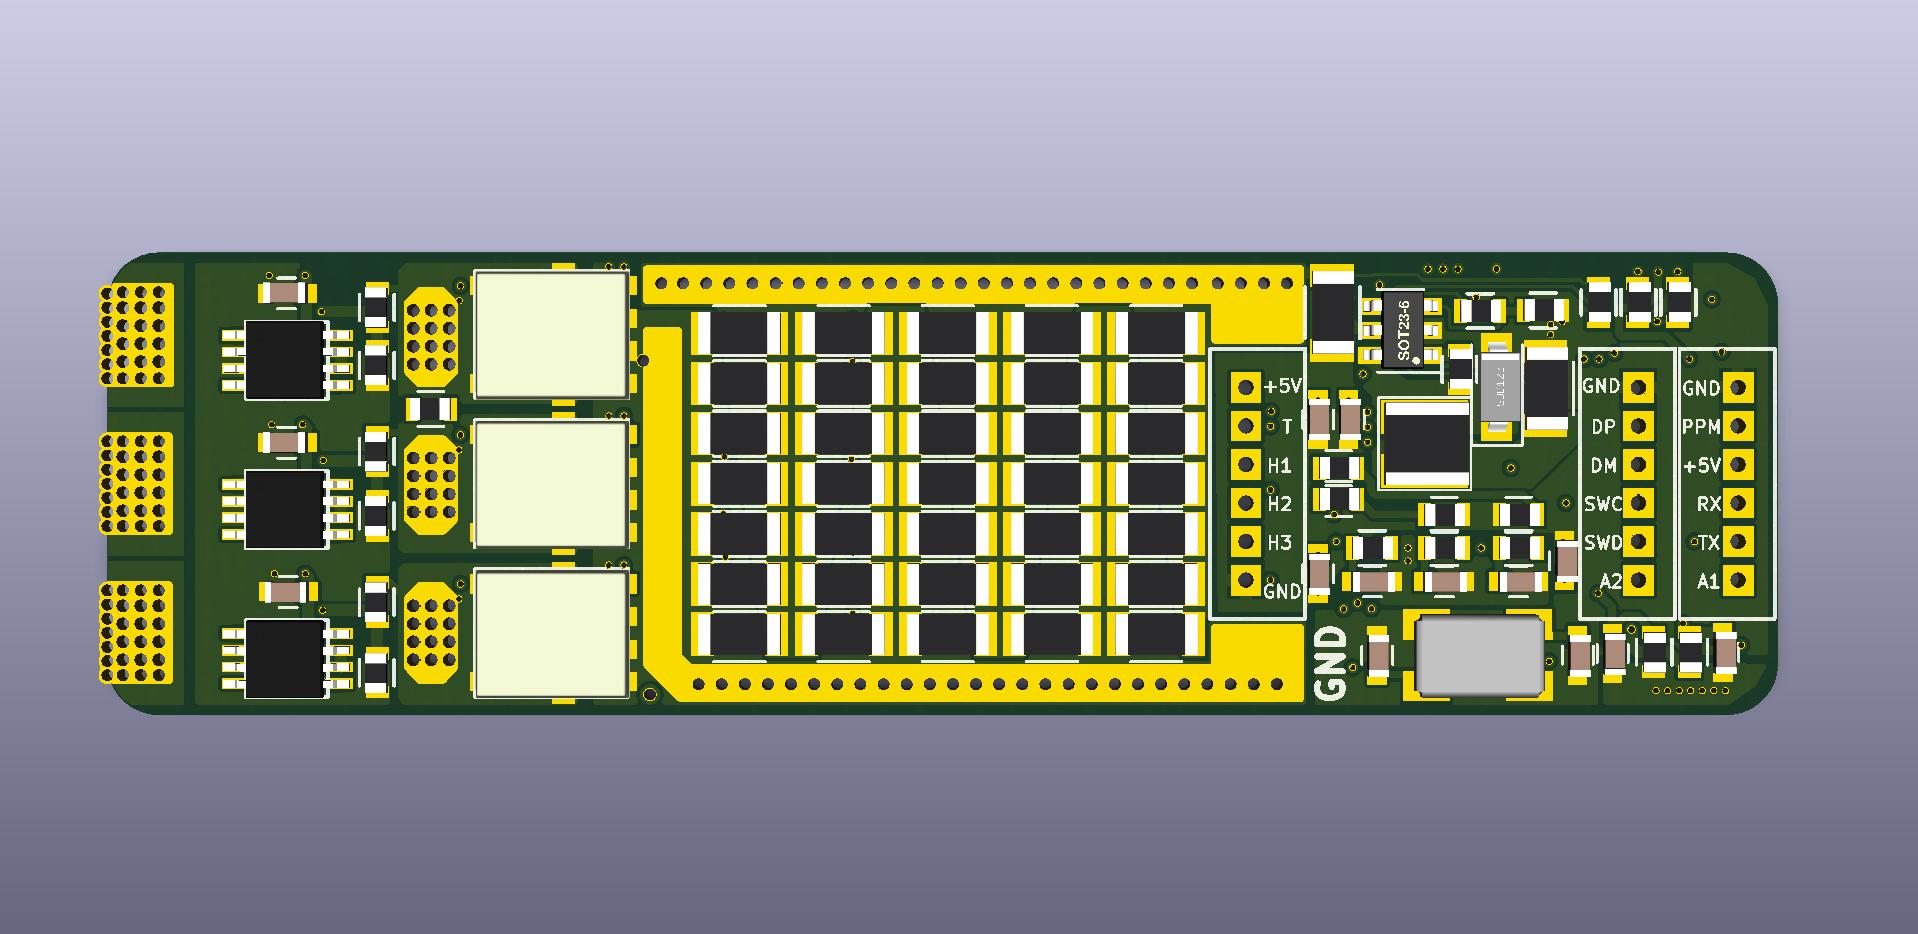 SOT23-6
+5V
T
H1
H2
H3
GND
GND
DP
DM
SWC
SWD
A2
GND
PPM
+5V
RX
TX
A1
GND